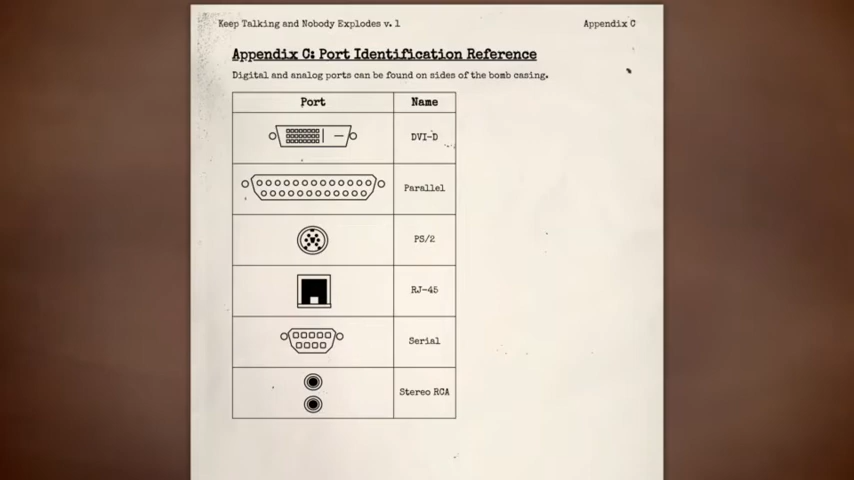 Keep Talking and Nobody Explodes v. 1
Appendix C
Appendix C: Port Identification Reference
Digital and analog ports can be found on sides of the bomb casing.
Port
Name
DVI-D
Parallel
PS/2
RJ-45
Serial
Stereo RCA